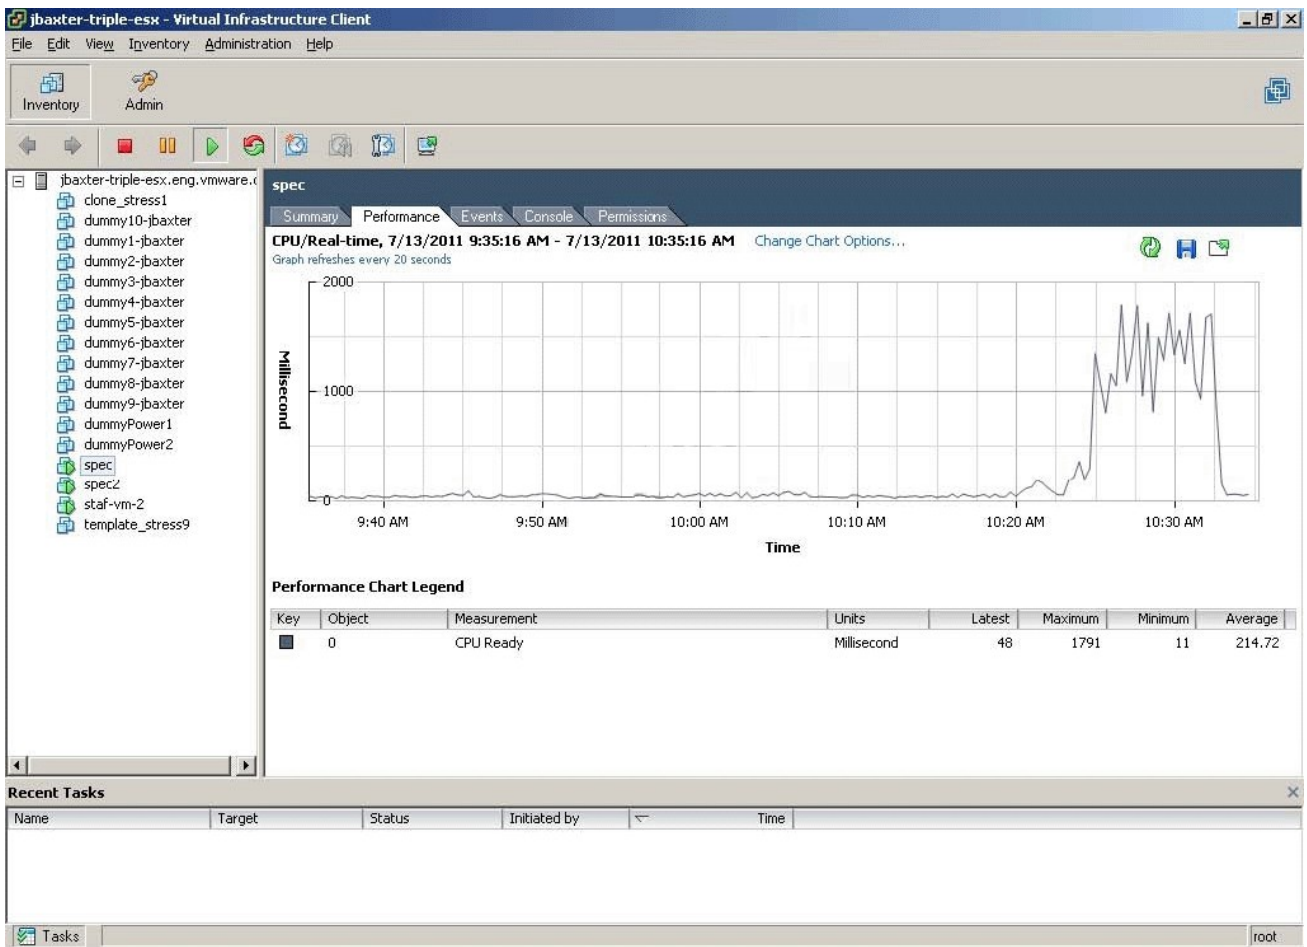 jbaxter-triple-esx - Virtual Infrastructure Client
File Edit View Inventory Administration Help
Inventory Admin
jbaxter-triple-esx.eng.vmware.c
clone_stress1
dummy10-jbaxter
dummy1-jbaxter
dummy2-jbaxter
dummy3-jbaxter
dummy4-jbaxter
dummy5-jbaxter
dummy6-jbaxter
dummy7-jbaxter
dummy8-jbaxter
dummy9-jbaxter
dummyPower1
dummyPower2
spec
spec2
staf-vm-2
template_stress9
spec
Summary Performance Events Console Permissions
CPU/Real-time, 7/13/2011 9:35:16 AM - 7/13/2011 10:35:16 AM Change Chart Options...
Graph refreshes every 20 seconds
2000
Millisecond
1000
0
9:40 AM 9:50 AM 10:00 AM 10:10 AM 10:20 AM 10:30 AM
Time
Performance Chart Legend
Key Object Measurement Units Latest Maximum Minimum Average
0 CPU Ready Millisecond 48 1791 11 214.72
Recent Tasks
Name Target Status Initiated by Time
Tasks root